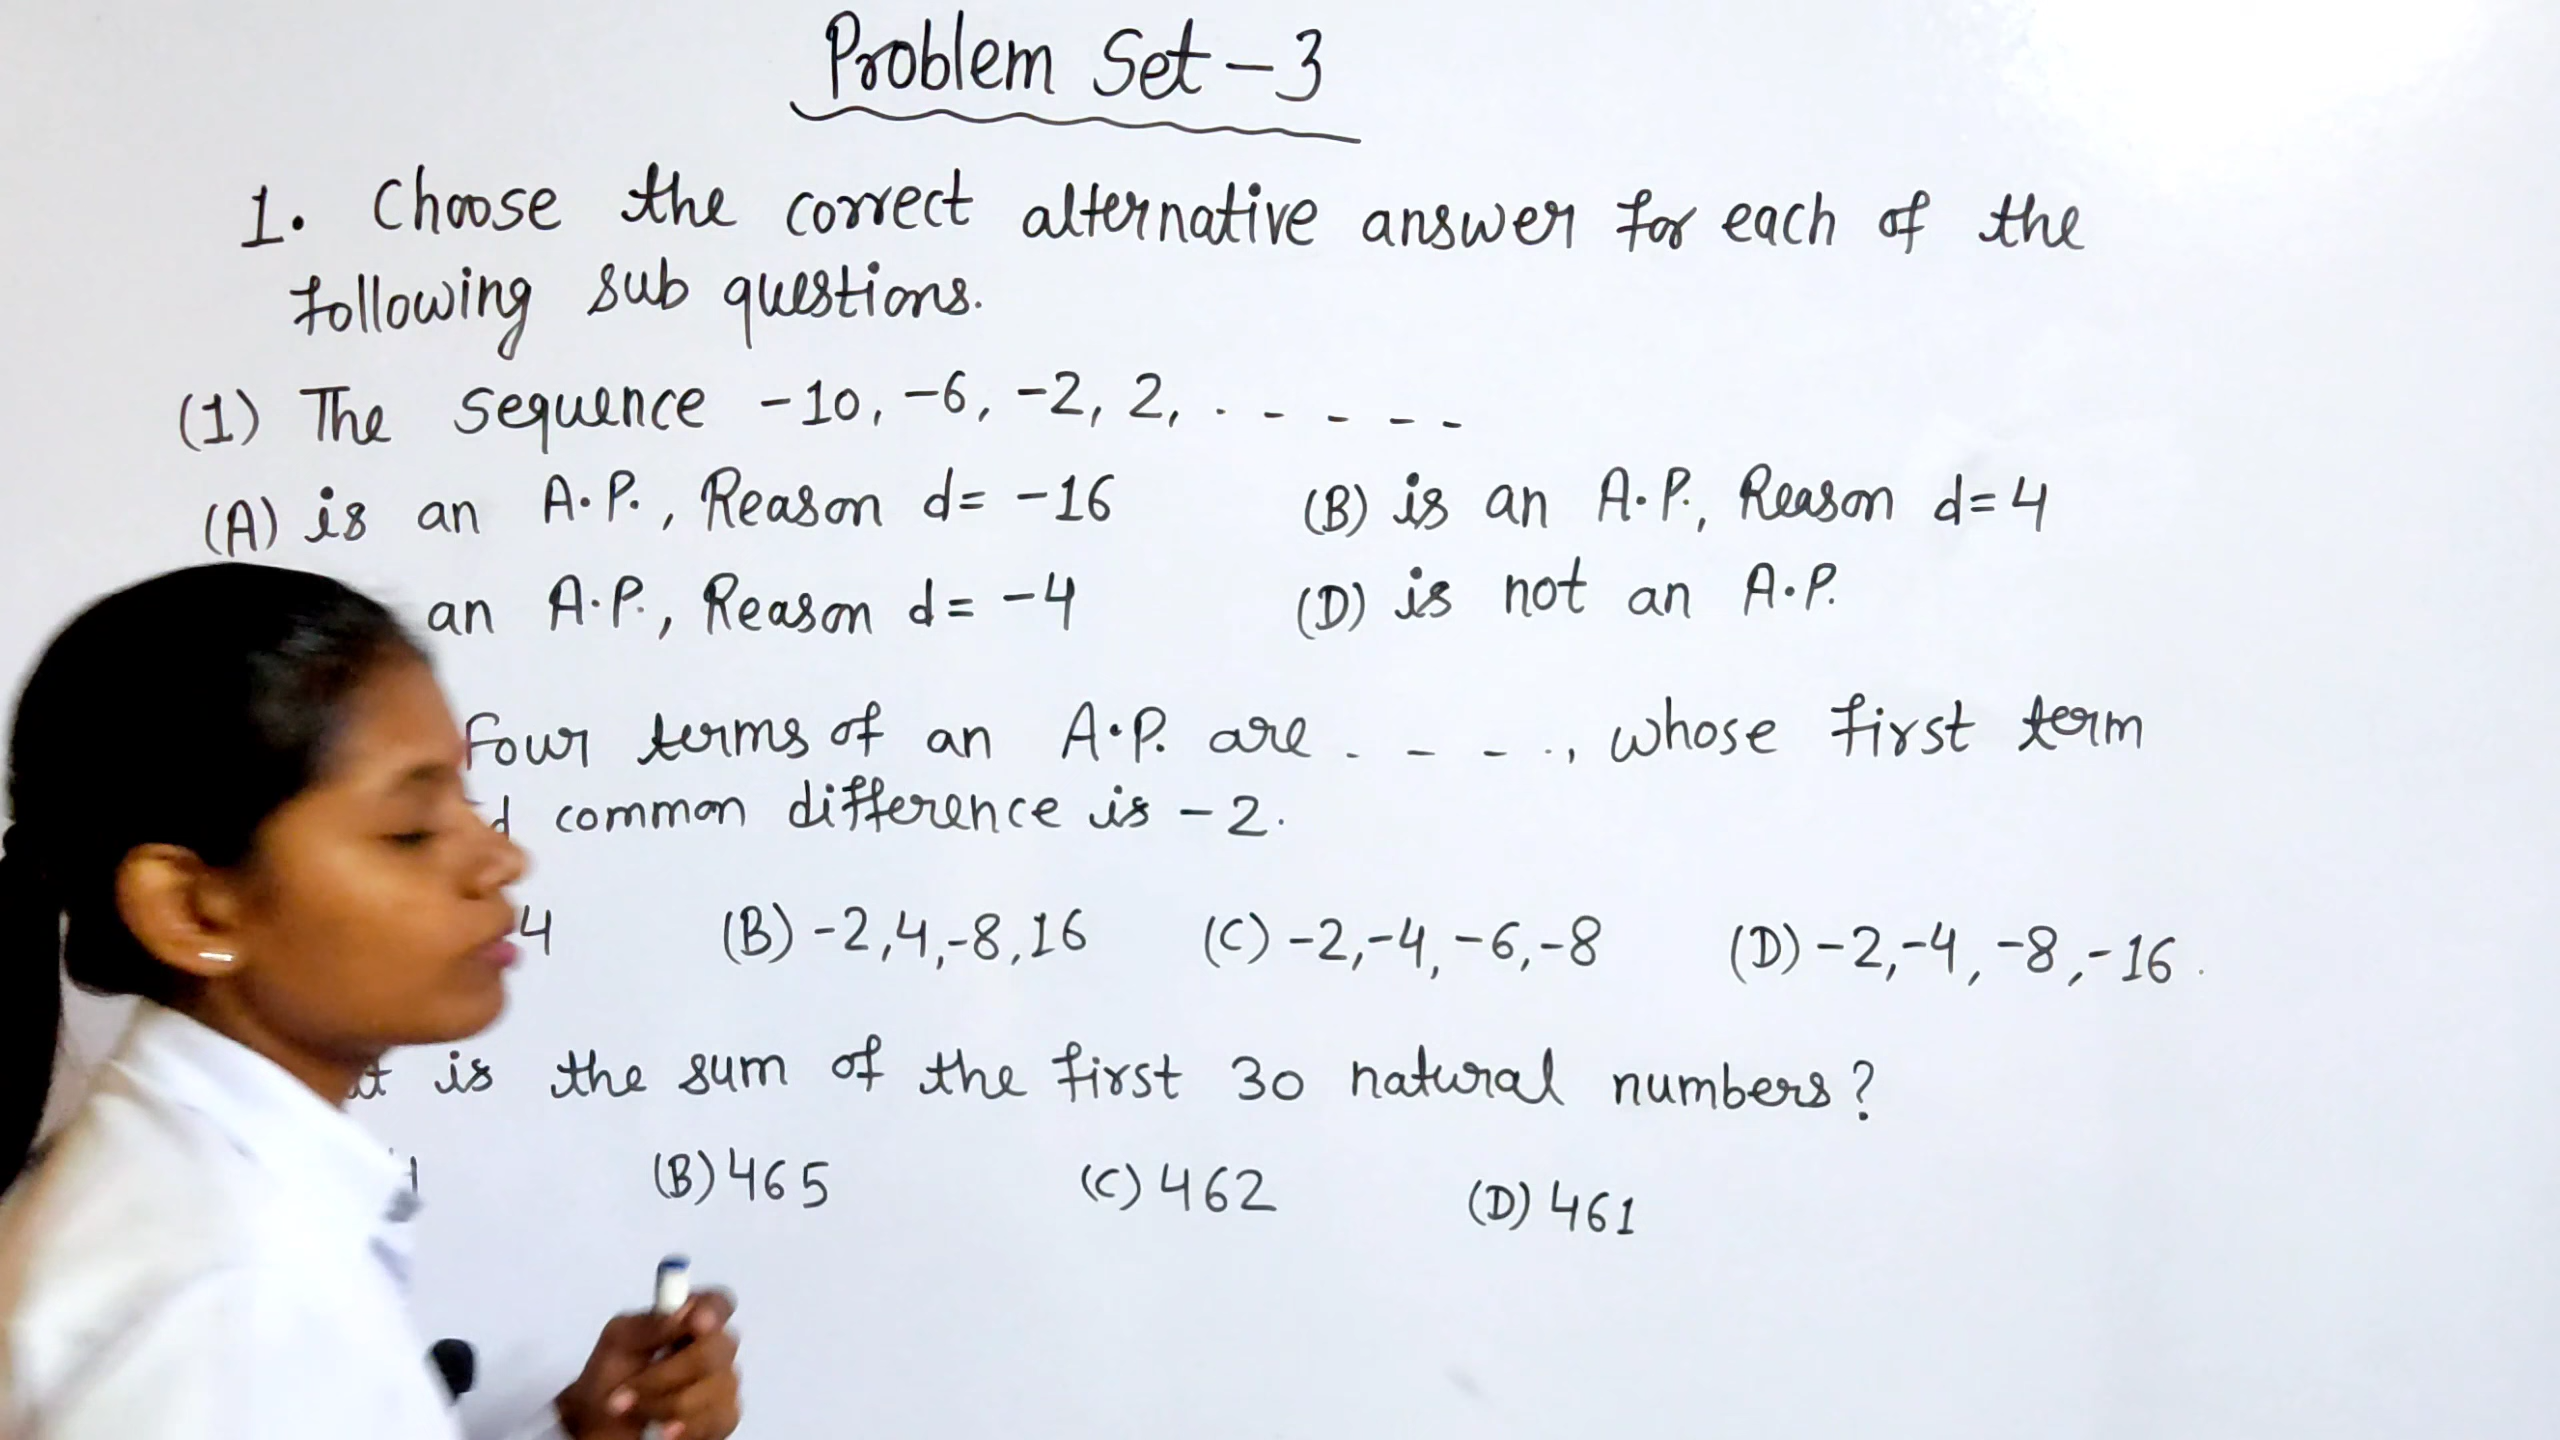 Problem Set-3
1. Choose the correct alternative answer for each of the
following sub questions.
(1) The sequence -10, -6, -2, 2, . - - - -
(A) is an A.P., Reason d= -16 (B) is an A.P., Reason d=4
an A.P., Reason d= -4 (D) is not an A.P.
four terms of an A.P. are . - - ., whose first term
common difference is -2.
4 (B) -2,4,-8,16 (C) -2,-4,-6,-8 (D) -2,-4,-8,-16.
is the sum of the first 30 natural numbers?
(B) 465 (C) 462 (D) 461